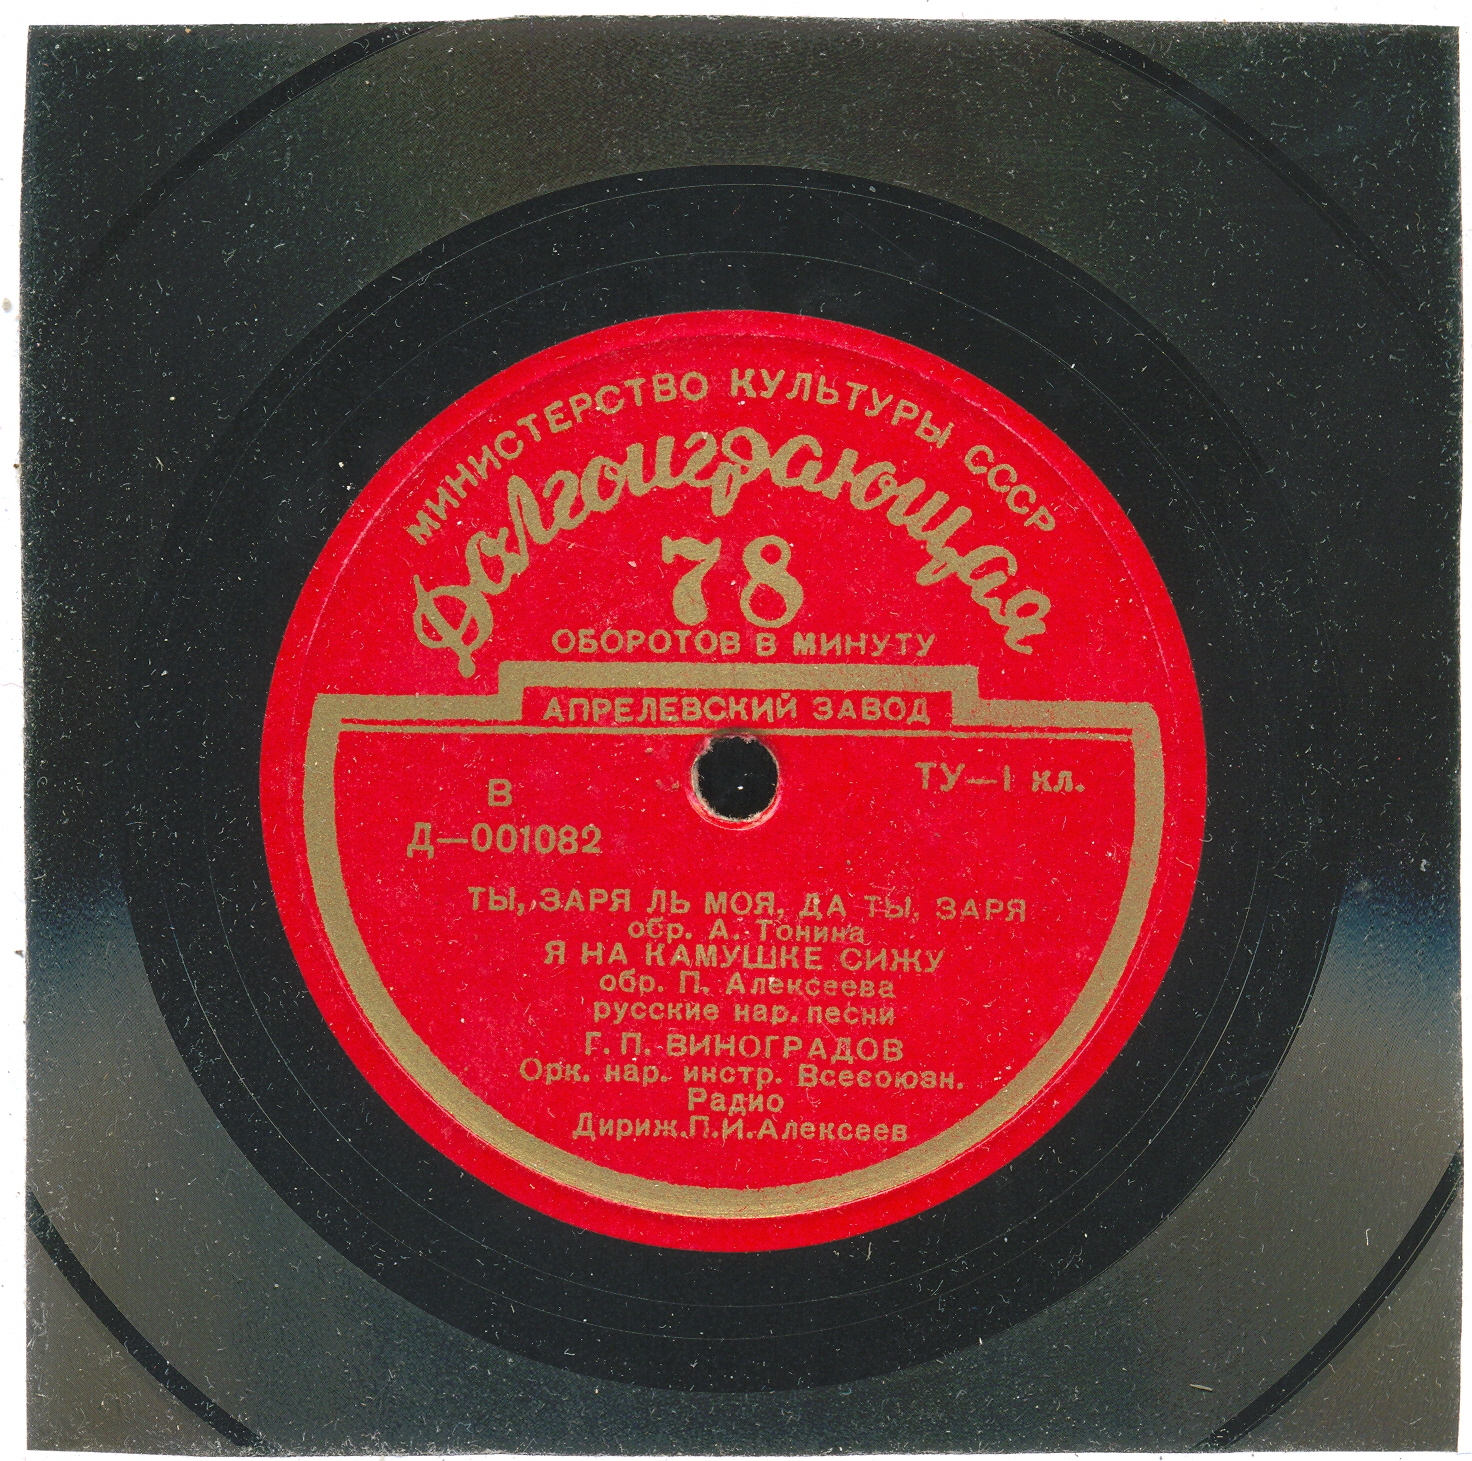 МИНИСТЕРСТВО КУЛЬТУРЫ СССР
Долгоиграющая
78
ОБОРОТОВ В МИНУТУ
АПРЕЛЕВСКИЙ ЗАВОД
ТУ—1 кл.
В
Д—001082
ТЫ, ЗАРЯ ЛЬ МОЯ, ДА ТЫ, ЗАРЯ
обр. А. Тонина
Я НА КАМУШКЕ СИЖУ
обр. П. Алексеева
русские нар. песни
Г. П. ВИНОГРАДОВ
Орк. нар. инстр. Всесоюзн.
Радио
Дириж. П. И. Алексеев